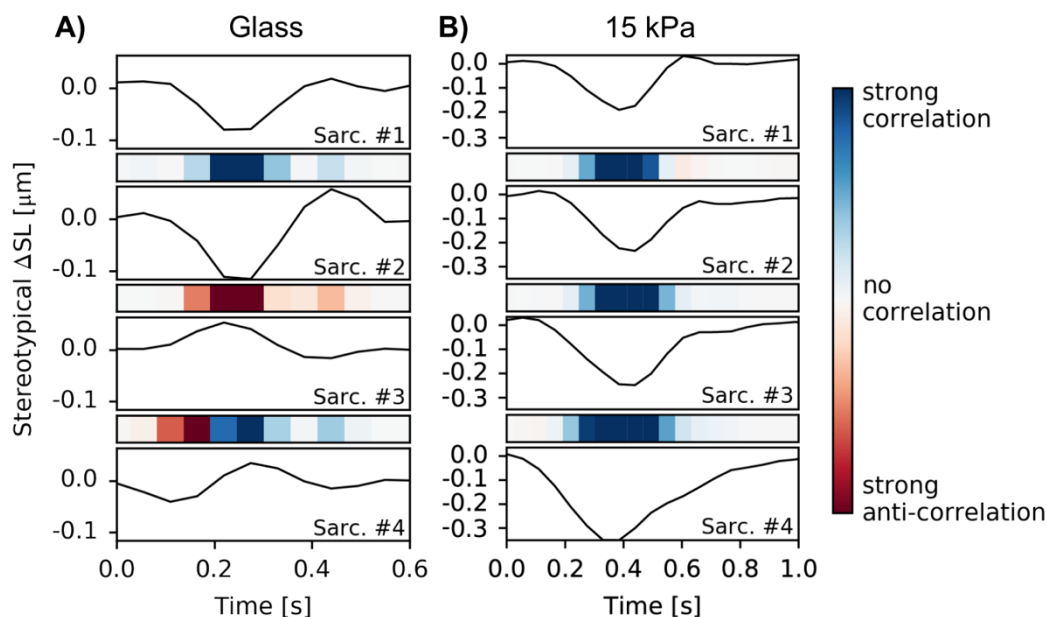 A) Glass
B) 15 kPa
Stereotypical ΔSL [μm]
0.0
-0.1
Sarc. #1
0.0
-0.1
Sarc. #2
0.0
-0.1
Sarc. #3
0.0
-0.1
Sarc. #4
0.0 0.2 0.4 0.6
Time [s]
0.0
-0.1
-0.2
-0.3
Sarc. #1
0.0
-0.1
-0.2
-0.3
Sarc. #2
0.0
-0.1
-0.2
-0.3
Sarc. #3
0.0
-0.1
-0.2
-0.3
Sarc. #4
0.0 0.2 0.4 0.6 0.8 1.0
Time [s]
strong
correlation
no
correlation
strong
anti-correlation